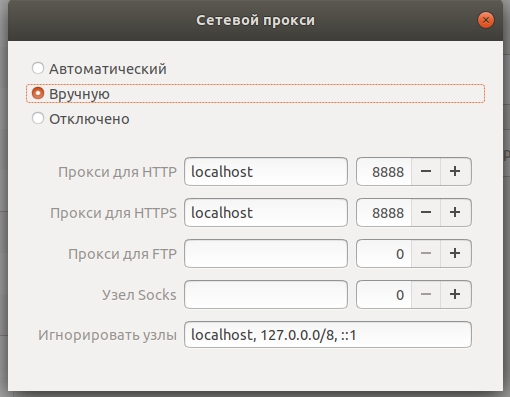 Сетевой прокси
Автоматический
Вручную
Отключено
Прокси для HTTP localhost 8888 − +
Прокси для HTTPS localhost 8888 − +
Прокси для FTP 0 − +
Узел Socks 0 − +
Игнорировать узлы localhost, 127.0.0.0/8, ::1